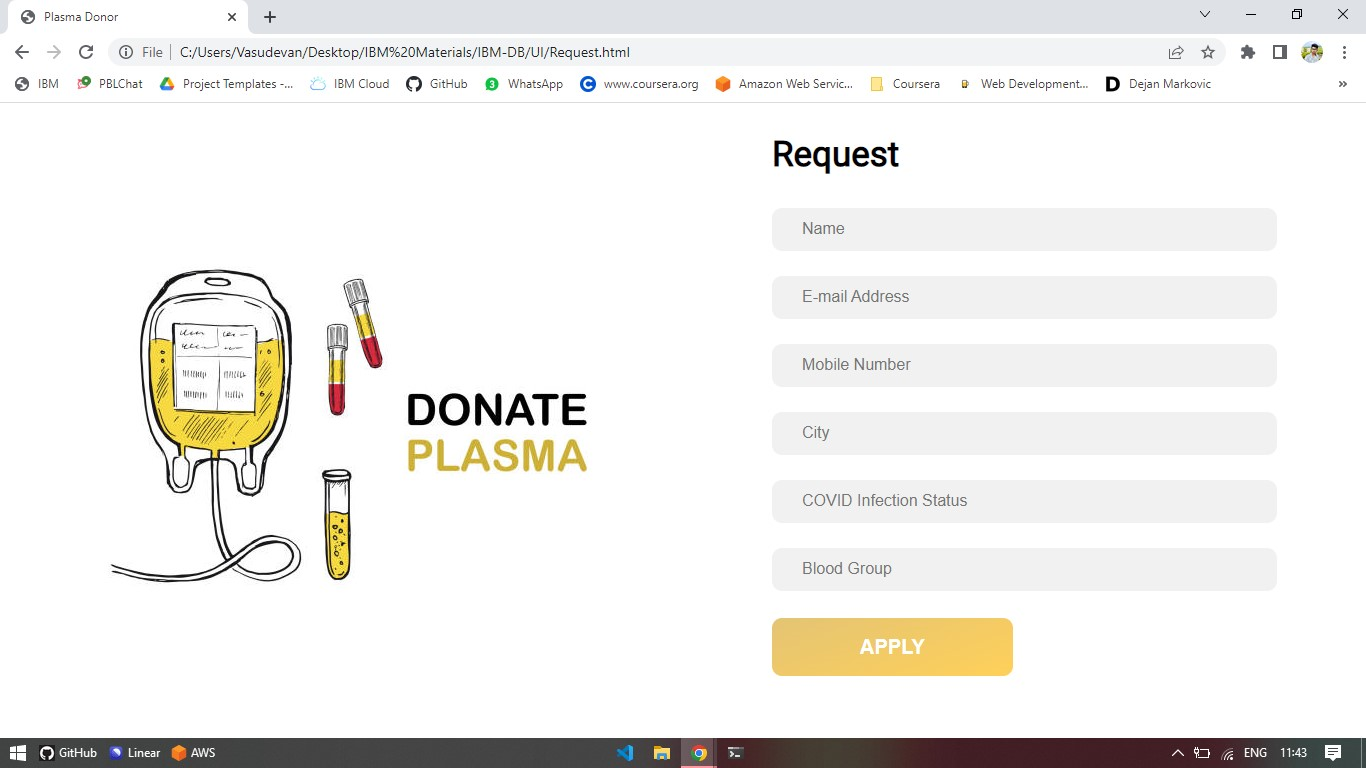 Plasma Donor
File
C:/Users/Vasudevan/Desktop/IBM%20Materials/IBM-DB/UI/Request.html
IBM
PBLChat
Project Templates -...
IBM Cloud
GitHub
3
WhatsApp
C
www.coursera.org
Amazon Web Servic...
Coursera
Web Development...
D
Dejan Markovic
»
Request
Name
E-mail Address
Mobile Number
City
COVID Infection Status
Blood Group
APPLY
DONATE
PLASMA
GitHub
Linear
AWS
ENG
11:43